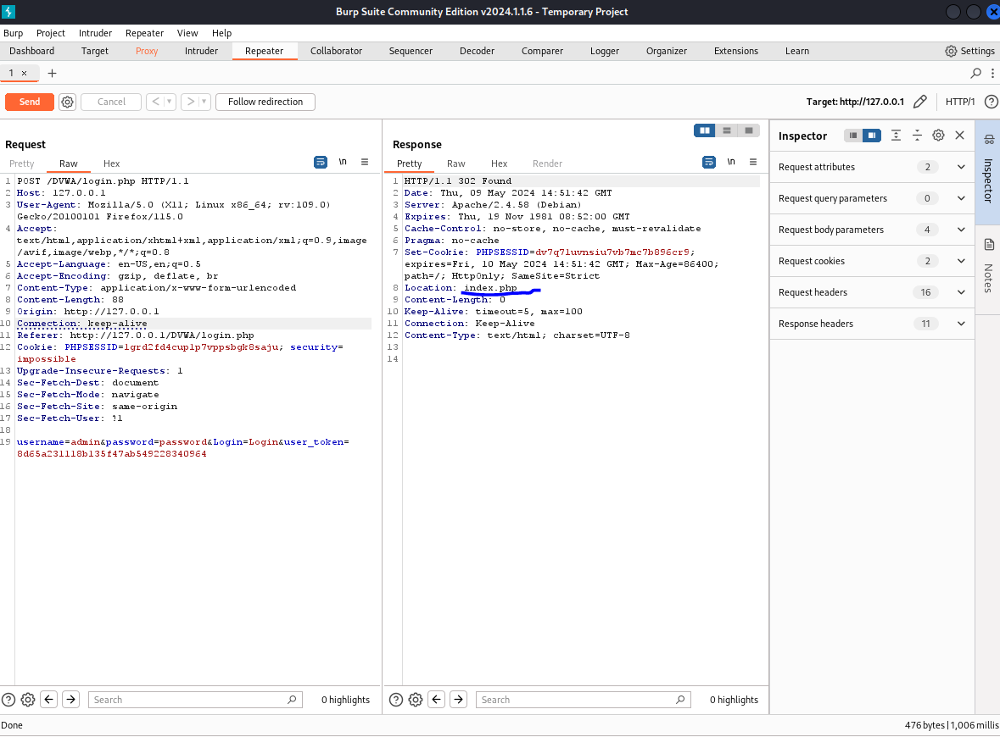 Burp Suite Community Edition v2024.1.1.6 - Temporary Project
Burp Project Intruder Repeater View Help
Dashboard Target Proxy Intruder Repeater Collaborator Sequencer Decoder Comparer Logger Organizer Extensions Learn Settings
1 × +
Send Cancel < > Follow redirection Target: http://127.0.0.1 HTTP/1 ?
Request
Pretty Raw Hex \n
1 POST /DVWA/login.php HTTP/1.1
2 Host: 127.0.0.1
3 User-Agent: Mozilla/5.0 (X11; Linux x86_64; rv:109.0)
Gecko/20100101 Firefox/115.0
4 Accept:
text/html,application/xhtml+xml,application/xml;q=0.9,image
/avif,image/webp,*/*;q=0.8
5 Accept-Language: en-US,en;q=0.5
6 Accept-Encoding: gzip, deflate, br
7 Content-Type: application/x-www-form-urlencoded
8 Content-Length: 88
9 Origin: http://127.0.0.1
10 Connection: keep-alive
11 Referer: http://127.0.0.1/DVWA/login.php
12 Cookie: PHPSESSID=1grd2fd4cup1p7vppsbgk8saju; security=
impossible
13 Upgrade-Insecure-Requests: 1
14 Sec-Fetch-Dest: document
15 Sec-Fetch-Mode: navigate
16 Sec-Fetch-Site: same-origin
17 Sec-Fetch-User: ?1
18
19 username=admin&password=password&Login=Login&user_token=
8d65a231118b135f47ab549228340964
? Search 0 highlights
Response
Pretty Raw Hex Render \n
1 HTTP/1.1 302 Found
2 Date: Thu, 09 May 2024 14:51:42 GMT
3 Server: Apache/2.4.58 (Debian)
4 Expires: Thu, 19 Nov 1981 08:52:00 GMT
5 Cache-Control: no-store, no-cache, must-revalidate
6 Pragma: no-cache
7 Set-Cookie: PHPSESSID=dv7q71uvnsiu7vb7mc7b896cr9;
expires=Fri, 10 May 2024 14:51:42 GMT; Max-Age=86400;
path=/; HttpOnly; SameSite=Strict
8 Location: index.php
9 Content-Length: 0
10 Keep-Alive: timeout=5, max=100
11 Connection: Keep-Alive
12 Content-Type: text/html; charset=UTF-8
13
14
? Search 0 highlights
Inspector
Request attributes 2
Request query parameters 0
Request body parameters 4
Request cookies 2
Request headers 16
Response headers 11
Inspector
Notes
Done 476 bytes | 1,006 millis